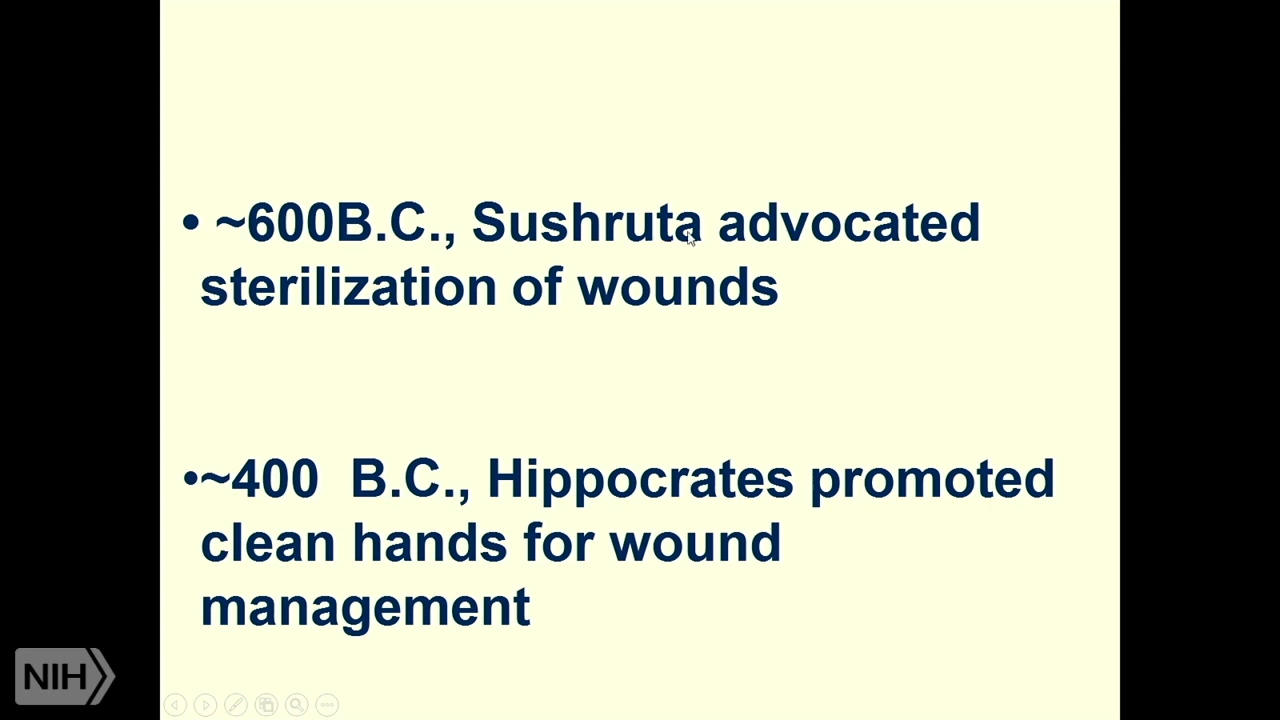 • ~600B.C., Sushruta advocated
sterilization of wounds
•~400  B.C., Hippocrates promoted
clean hands for wound
management
NIH